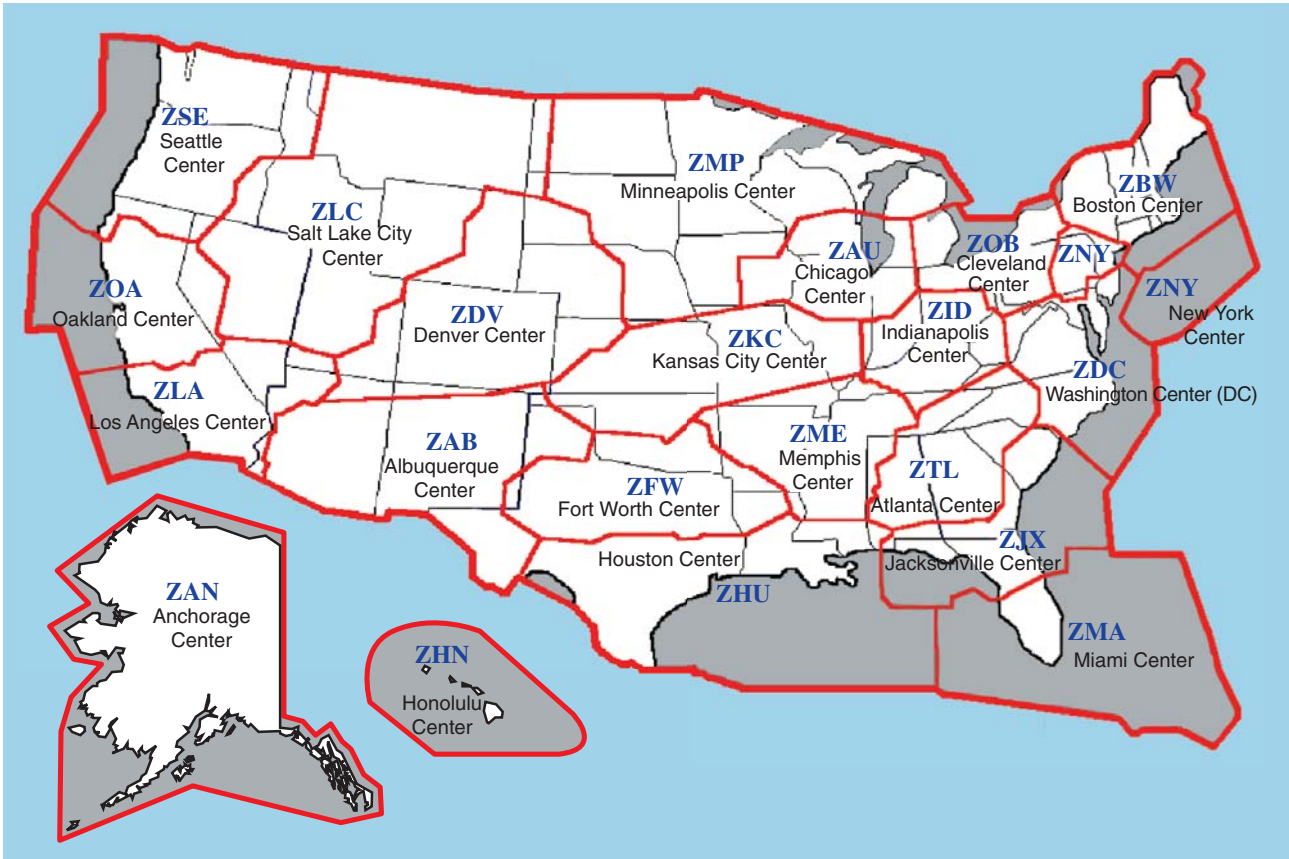 ZSE
Seattle
Center
ZLC
Salt Lake City
Center
ZMP
Minneapolis Center
ZBW
Boston Center
ZOA
Oakland Center
ZDV
Denver Center
ZAU
Chicago
Center
ZOB
Cleveland
Center
ZNY
ZNY
New York
Center
ZKC
Kansas City Center
ZID
Indianapolis
Center
ZDC
Washington Center (DC)
ZLA
Los Angeles Center
ZAB
Albuquerque
Center
ZFW
Fort Worth Center
ZME
Memphis
Center
ZTL
Atlanta Center
Houston Center
ZHU
ZJX
Jacksonville Center
ZMA
Miami Center
ZAN
Anchorage
Center
ZHN
Honolulu
Center